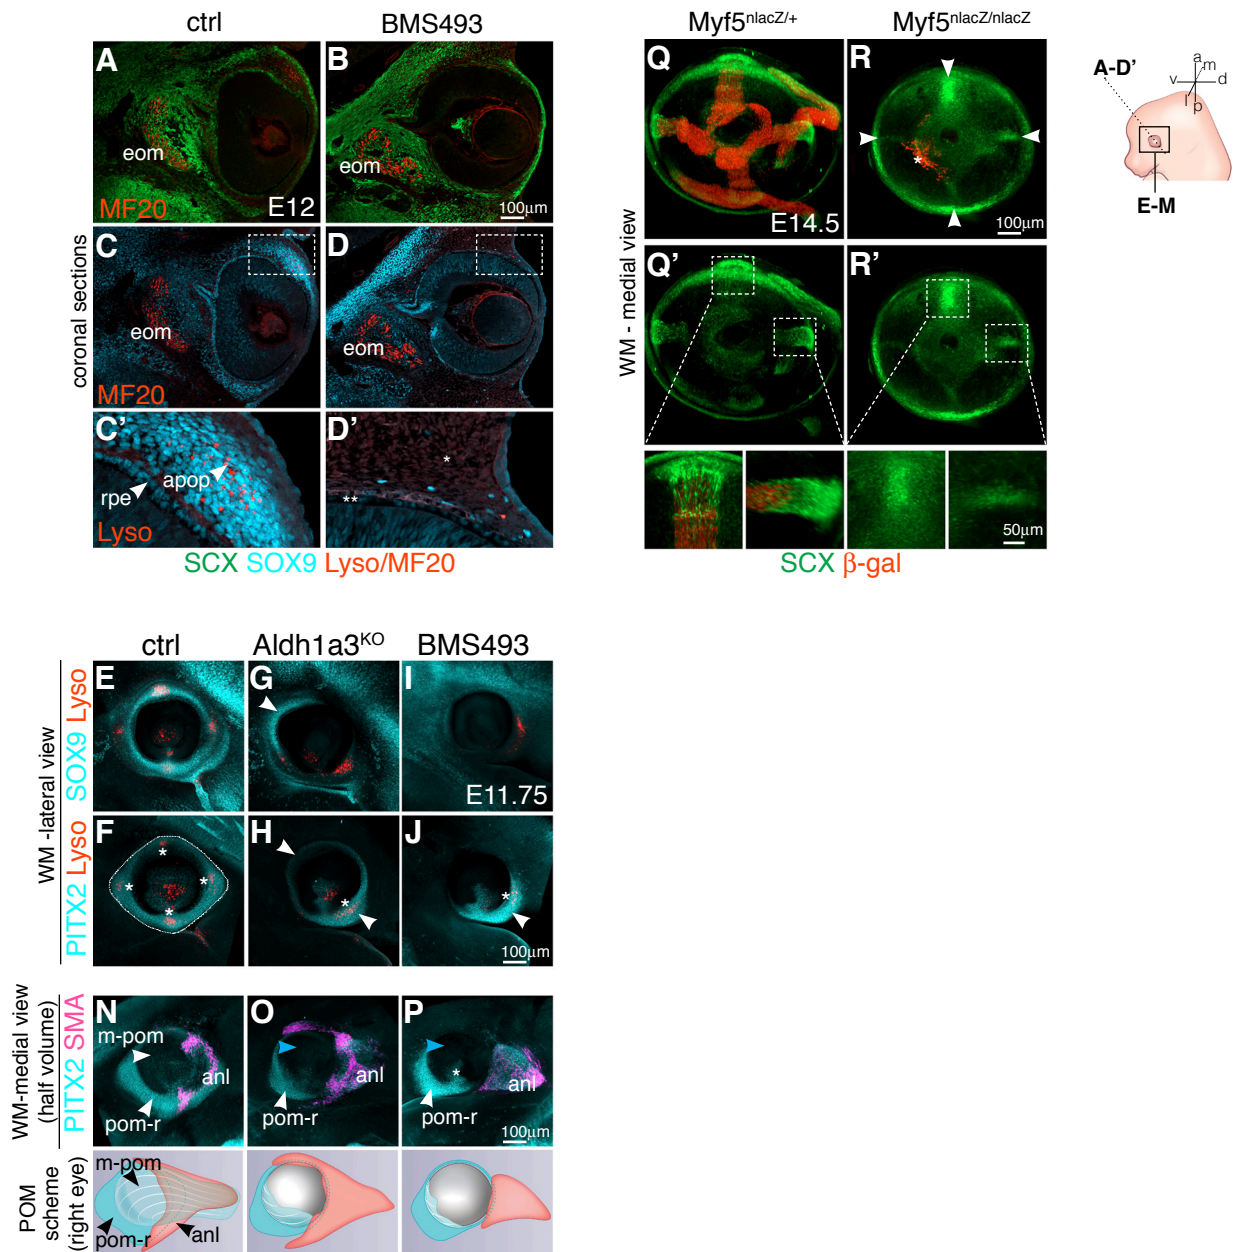 ctrl BMS493
A B
eom eom
MF20 E12 100μm
C D
eom eom
MF20
C' D'
rpe apop * **
Lyso
coronal sections
SCX SOX9 Lyso/MF20
Myf5nlacZ/+ Myf5nlacZ/nlacZ
Q R
*
E14.5 100μm
Q' R'
WM - medial view
50μm
SCX β-gal
A-D'
a m
v d
l p
E-M
ctrl Aldh1a3KO BMS493
E G I
E11.75
F H J
* * * * * *
100μm
WM -lateral view
SOX9 Lyso
PITX2 Lyso
N O P
m-pom
anl anl anl
*
pom-r pom-r pom-r
100μm
WM-medial view
(half volume)
PITX2 SMA
m-pom
pom-r anl
POM
scheme
(right eye)